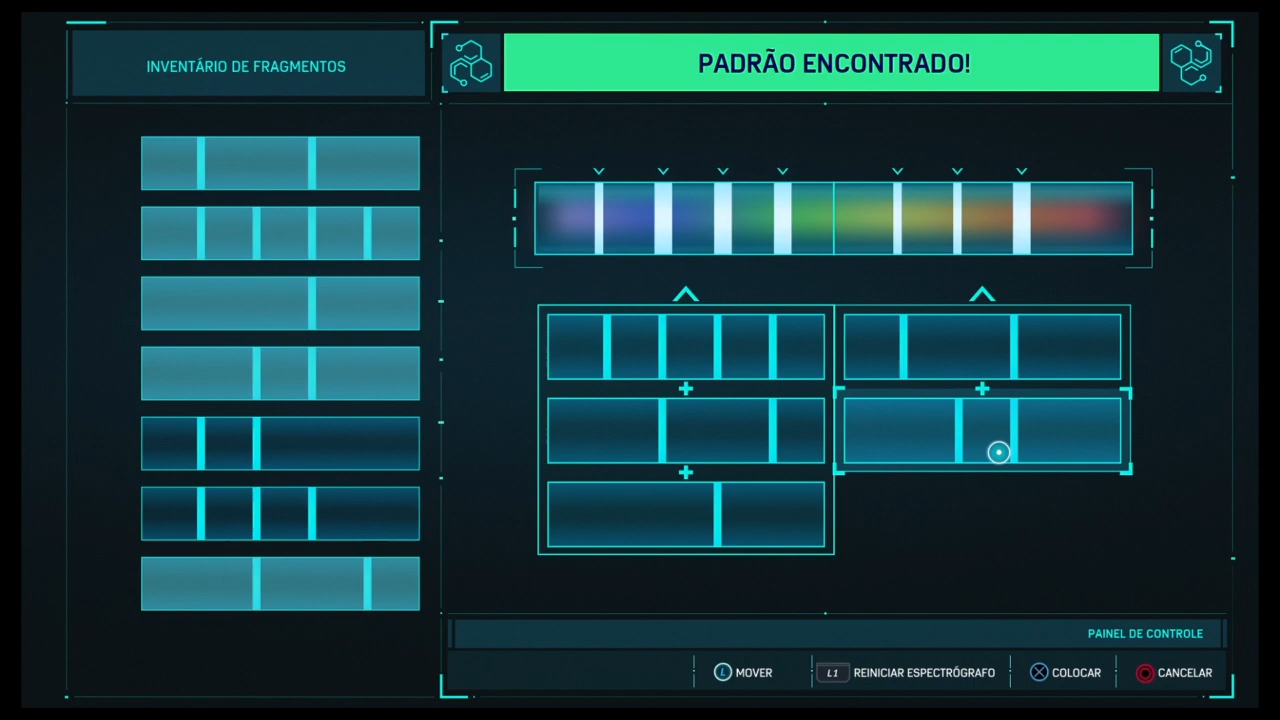 INVENTÁRIO DE FRAGMENTOS
PADRÃO ENCONTRADO!
PAINEL DE CONTROLE
L MOVER
L1 REINICIAR ESPECTRÓGRAFO
COLOCAR
CANCELAR